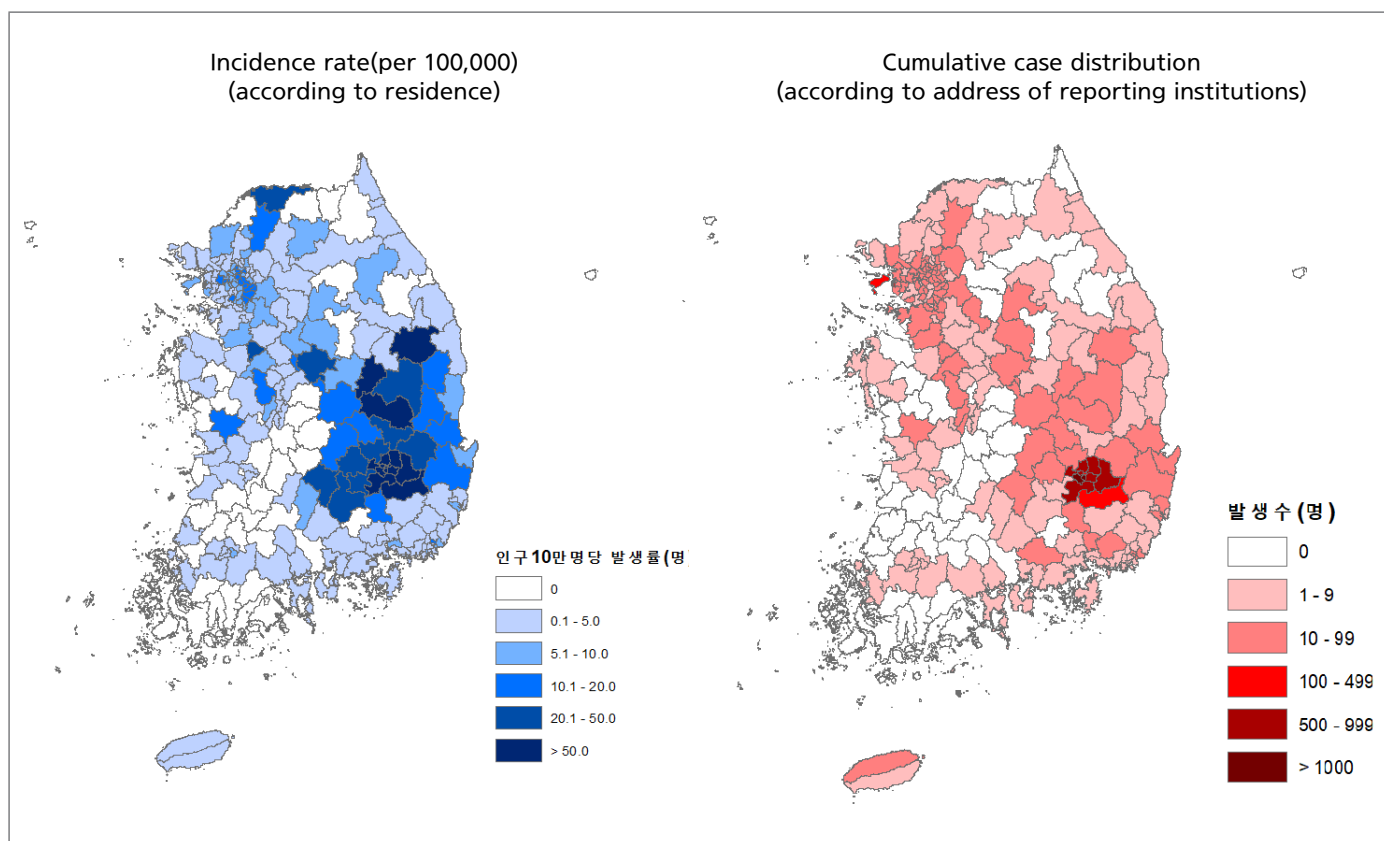 Incidence rate(per 100,000)
(according to residence)
인구10만명당 발생률(명)
0
0.1 - 5.0
5.1 - 10.0
10.1 - 20.0
20.1 - 50.0
> 50.0
Cumulative case distribution
(according to address of reporting institutions)
발생수(명)
0
1 - 9
10 - 99
100 - 499
500 - 999
> 1000